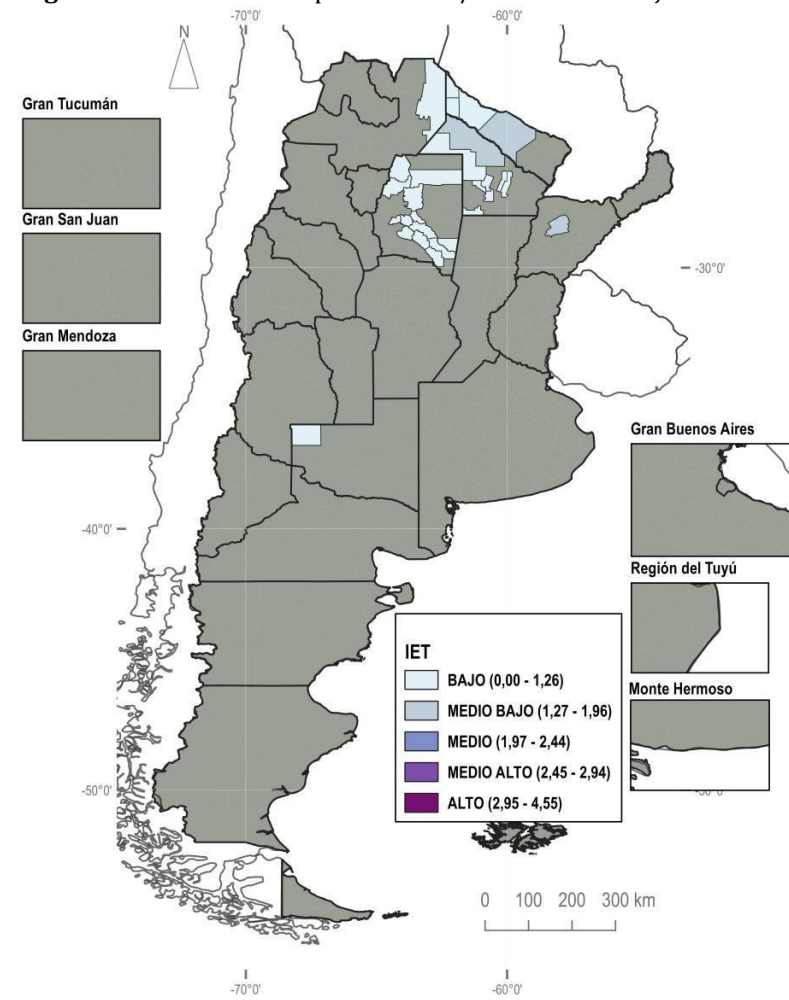 -70°0'
-60°0'
N
Gran Tucumán
Gran San Juan
-30°0'
Gran Mendoza
Gran Buenos Aires
-40°0'
Región del Tuyú
IET
BAJO (0,00 - 1,26)
MEDIO BAJO (1,27 - 1,96)
MEDIO (1,97 - 2,44)
MEDIO ALTO (2,45 - 2,94)
ALTO (2,95 - 4,55)
Monte Hermoso
-50°0'
0 100 200 300 km
-70°0'
-60°0'